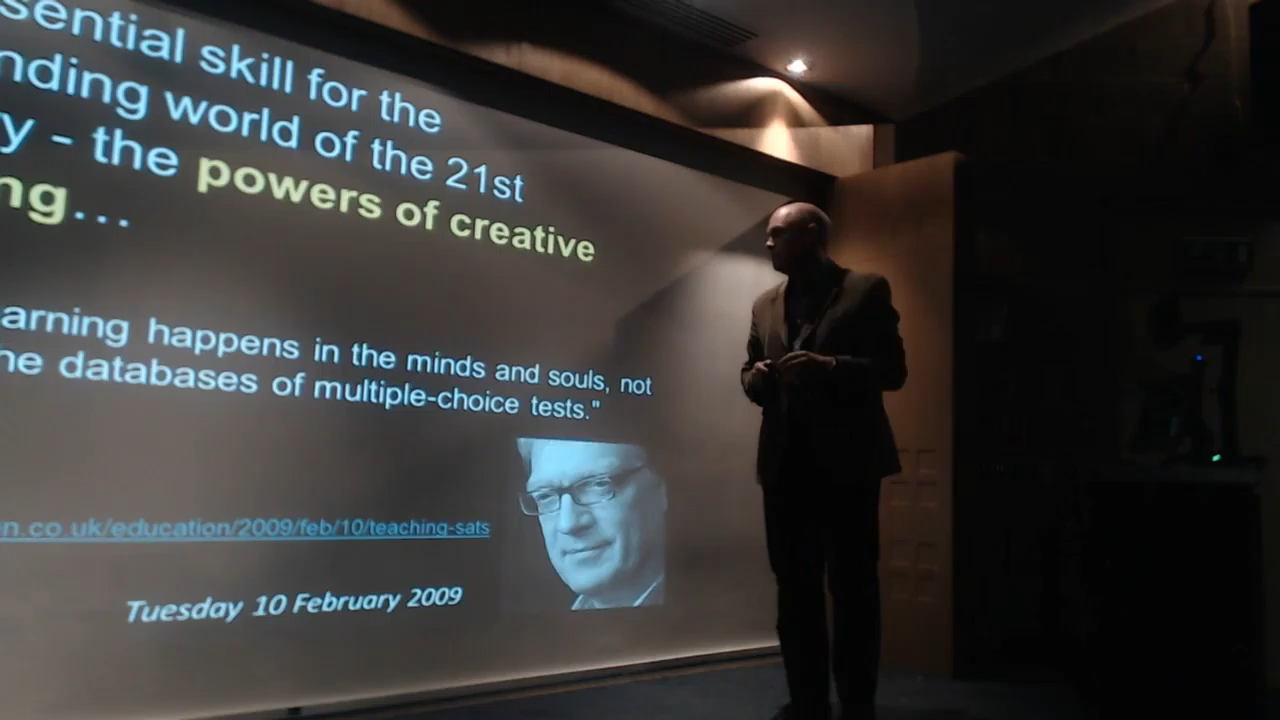 sential skill for the
nding world of the 21st
y - the powers of creative
ng...
arning happens in the minds and souls, not
he databases of multiple-choice tests."
n.co.uk/education/2009/feb/10/teaching-sats
Tuesday 10 February 2009